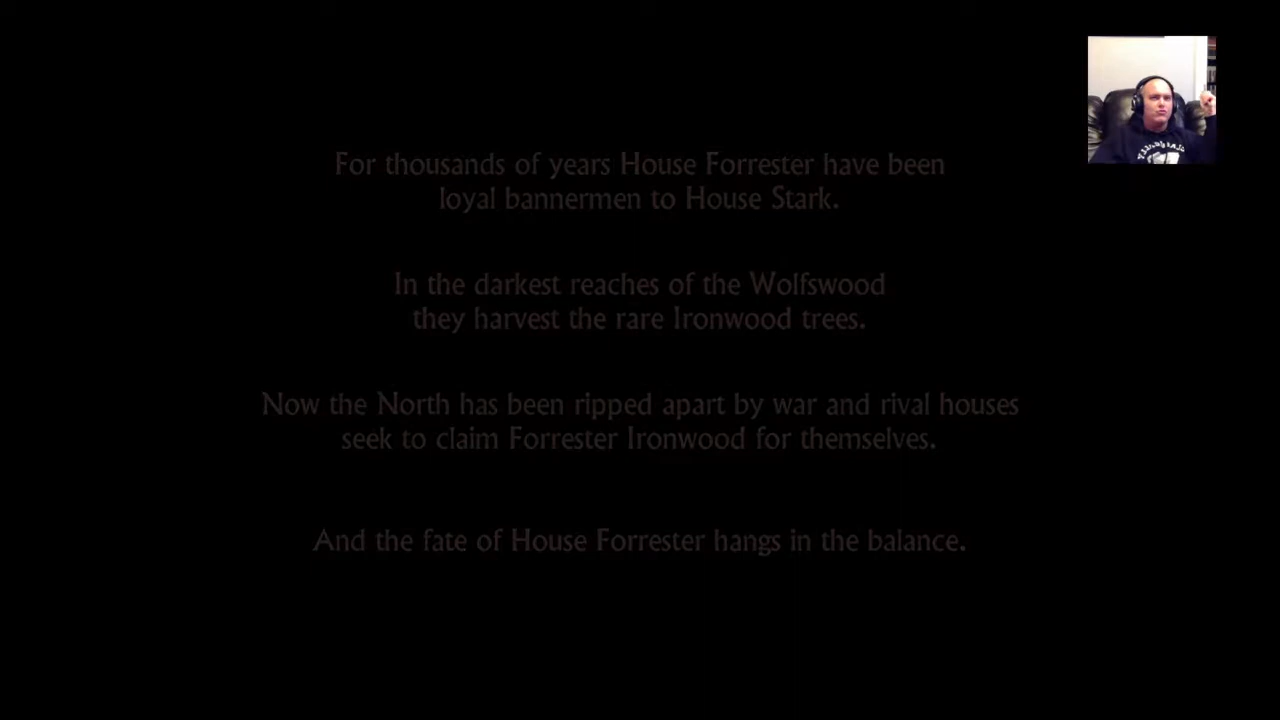 For thousands of years House Forrester have been
loyal bannermen to House Stark.
In the darkest reaches of the Wolfswood
they harvest the rare Ironwood trees.
Now the North has been ripped apart by war and rival houses
seek to claim Forrester Ironwood for themselves.
And the fate of House Forrester hangs in the balance.